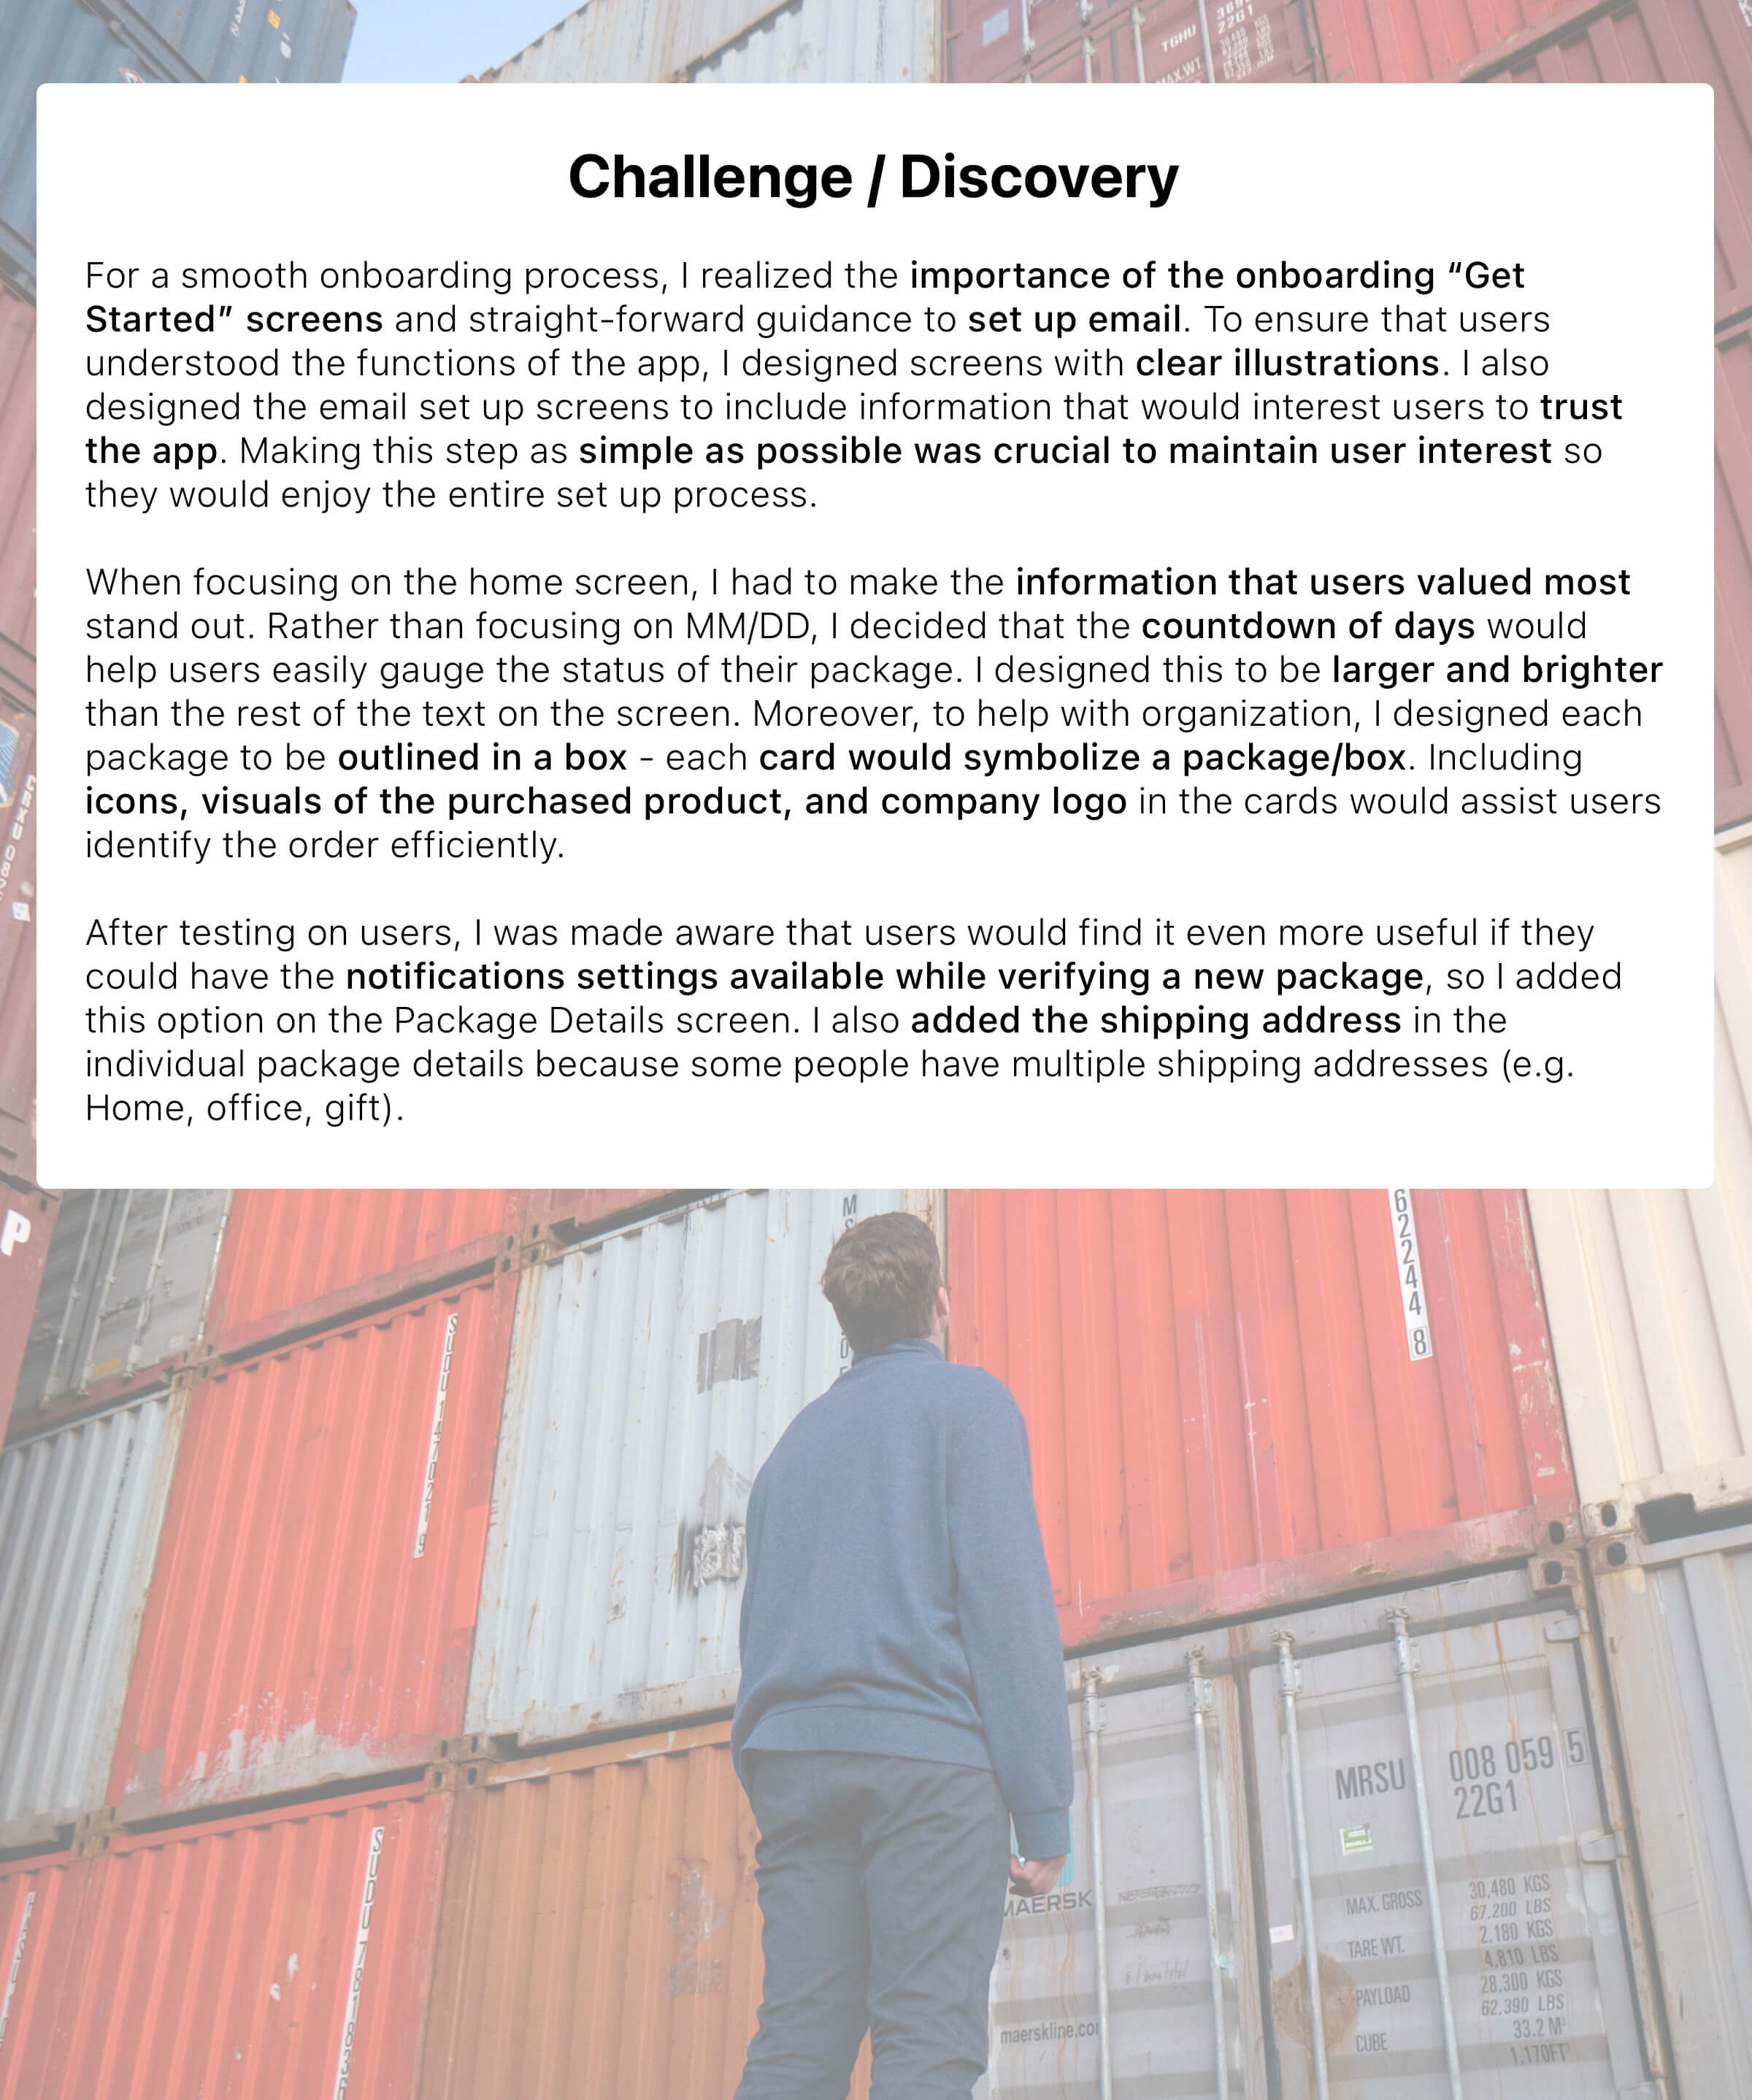 36
22G1
TGHU
MAX.WT.
Challenge / Discovery
For a smooth onboarding process, I realized the importance of the onboarding “Get
Started” screens and straight-forward guidance to set up email. To ensure that users
understood the functions of the app, I designed screens with clear illustrations. I also
designed the email set up screens to include information that would interest users to trust
the app. Making this step as simple as possible was crucial to maintain user interest so
they would enjoy the entire set up process.
When focusing on the home screen, I had to make the information that users valued most
stand out. Rather than focusing on MM/DD, I decided that the countdown of days would
help users easily gauge the status of their package. I designed this to be larger and brighter
than the rest of the text on the screen. Moreover, to help with organization, I designed each
package to be outlined in a box - each card would symbolize a package/box. Including
icons, visuals of the purchased product, and company logo in the cards would assist users
identify the order efficiently.
After testing on users, I was made aware that users would find it even more useful if they
could have the notifications settings available while verifying a new package, so I added
this option on the Package Details screen. I also added the shipping address in the
individual package details because some people have multiple shipping addresses (e.g.
Home, office, gift).
P
62244 8
SUDU
SUDU 7818
MRSU 008 059 5
22G1
MAERSK
MAX. GROSS 30,480 KGS
67,200 LBS
TARE WT. 2,180 KGS
4,810 LBS
PAYLOAD 28,300 KGS
62,390 LBS
CUBE 33.2 M³
1,170FT³
maerskline.com